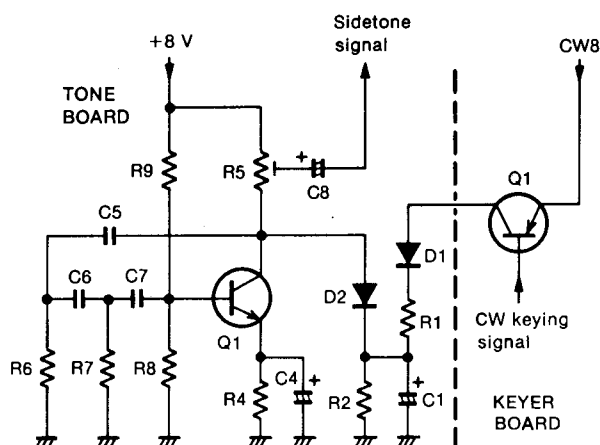 Sidetone
signal
+8 V
CW8
TONE
BOARD
R9
R5
+
C8
Q1
C5
D1
C6
C7
D2
R1
CW keying
signal
Q1
R6
R7
R8
R4
C4
+
R2
+
C1
KEYER
BOARD